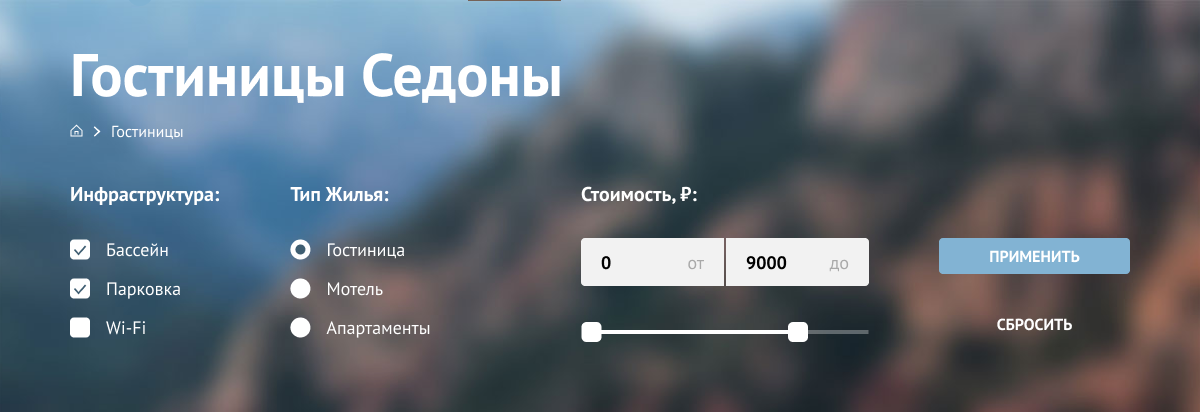 Гостиницы Седоны
Гостиницы
Инфраструктура:
Бассейн
Парковка
Wi-Fi
Тип Жилья:
Гостиница
Мотель
Апартаменты
Стоимость, ₽:
0 от 9000 до
ПРИМЕНИТЬ
СБРОСИТЬ